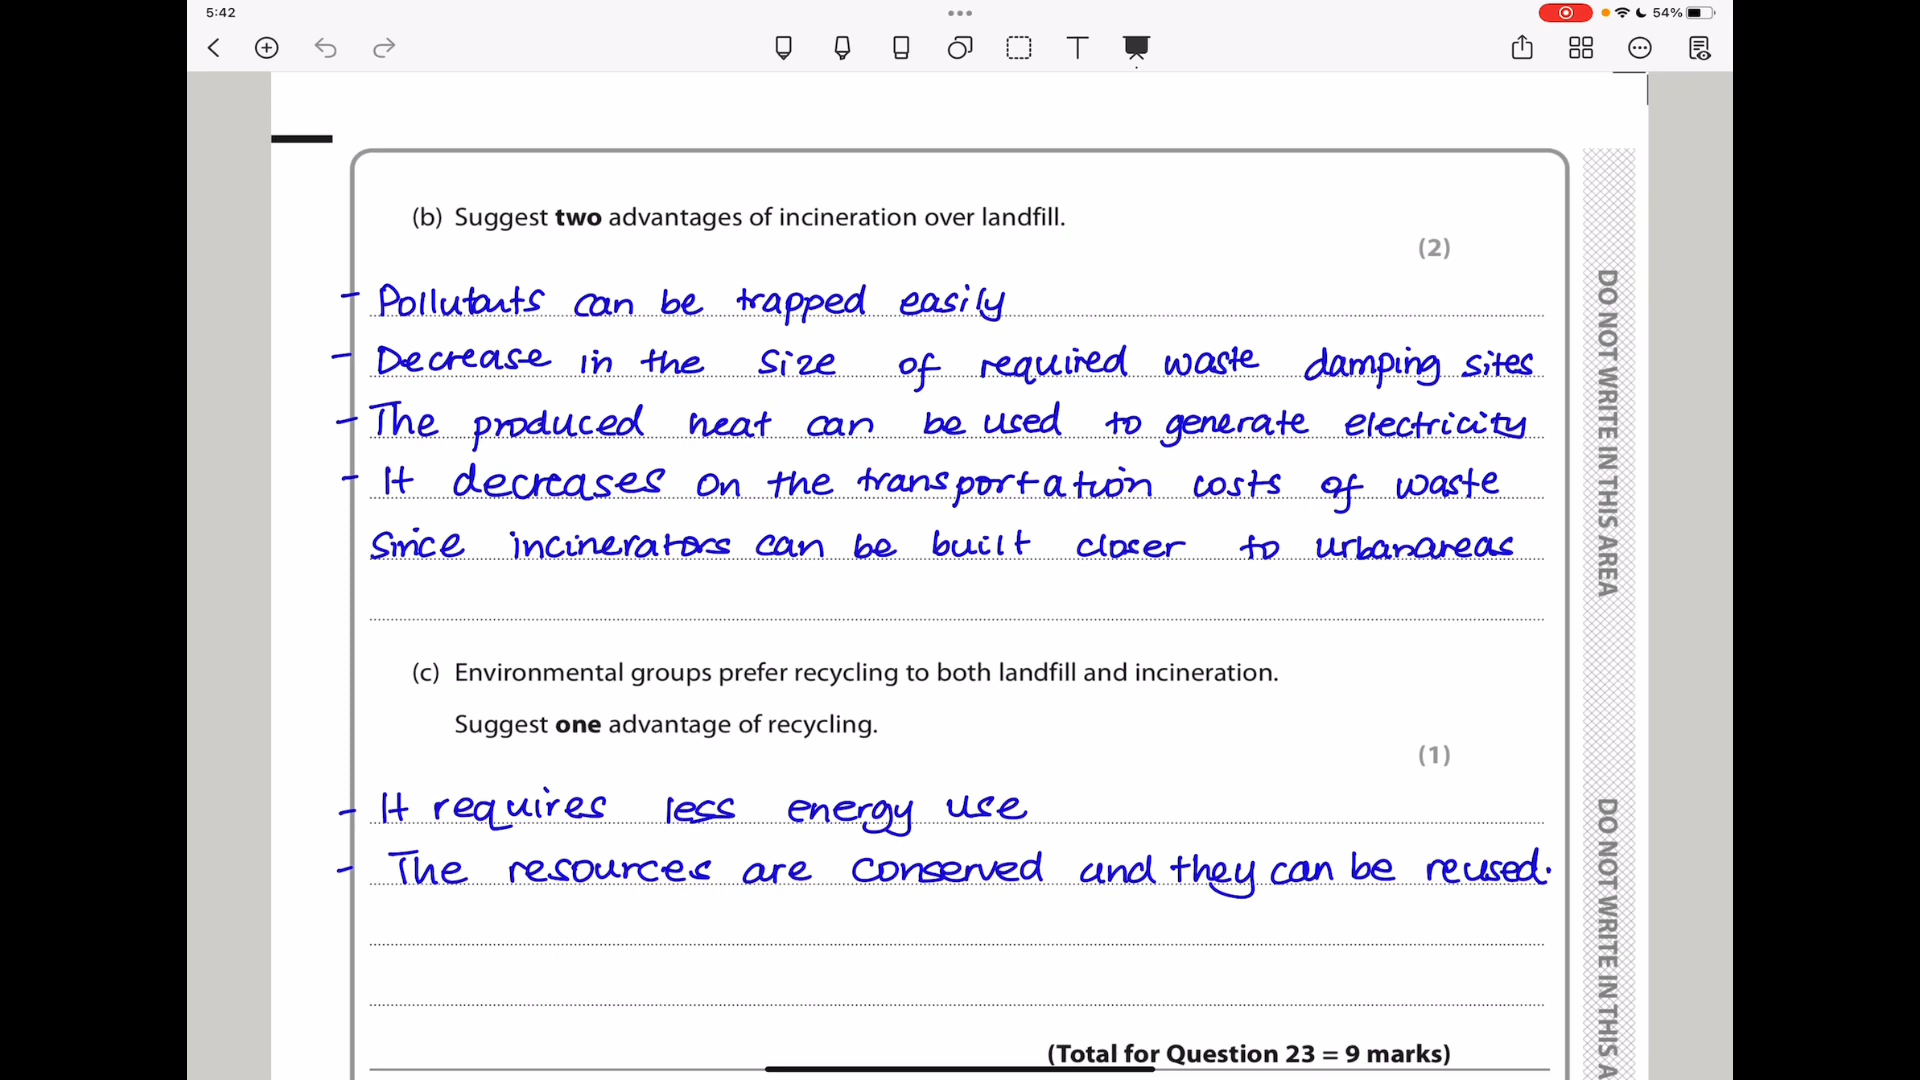 5:42
54%
(b) Suggest two advantages of incineration over landfill.
(2)
- Pollutants can be trapped easily
- Decrease in the size of required waste damping sites
- The produced heat can be used to generate electricity
- It decreases on the transportation costs of waste
since incinerators can be built closer to urban areas
(c) Environmental groups prefer recycling to both landfill and incineration.
Suggest one advantage of recycling.
(1)
- It requires less energy use
- The resources are conserved and they can be reused.
(Total for Question 23 = 9 marks)
DO NOT WRITE IN THIS AREA
DO NOT WRITE IN THIS A